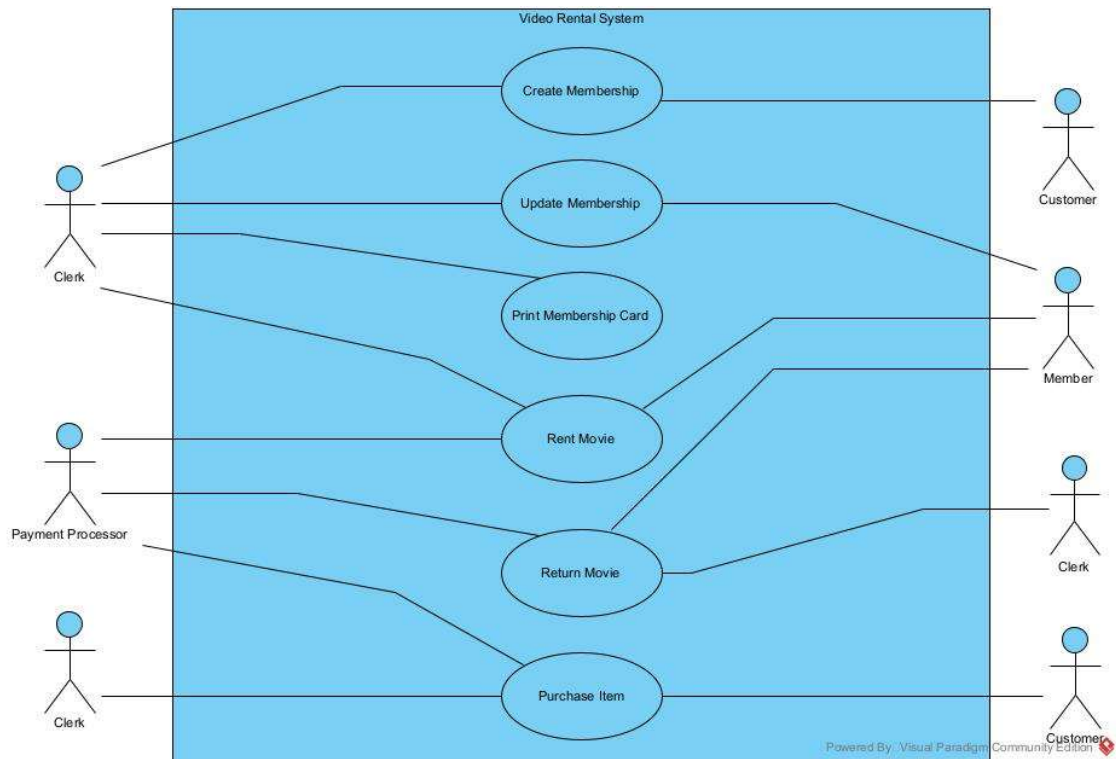 Video Rental System
Create Membership
Customer
Update Membership
Clerk
Print Membership Card
Member
Rent Movie
Payment Processor
Return Movie
Clerk
Purchase Item
Clerk
Customer
Powered By Visual Paradigm Community Edition